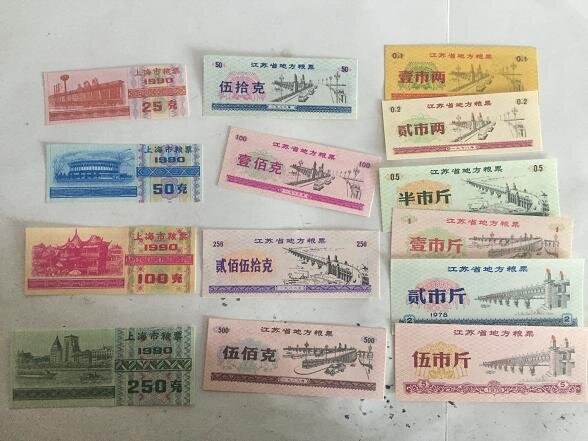 上海市粮票
1990
25克
上海市粮票
1990
50克
上海市粮票
1990
100克
上海市粮票
1990
250克
江苏省地方粮票
50
50
伍拾克
江苏省地方粮票
100
100
壹佰克
江苏省地方粮票
250
250
贰佰伍拾克
江苏省地方粮票
500
500
伍佰克
江苏省地方粮票
0.1
0.1
壹市两
江苏省地方粮票
0.2
0.2
贰市两
江苏省地方粮票
0.5
0.5
半市斤
江苏省地方粮票
1
1
壹市斤
江苏省地方粮票
贰市斤
2
1978
2
江苏省地方粮票
伍市斤
5
5